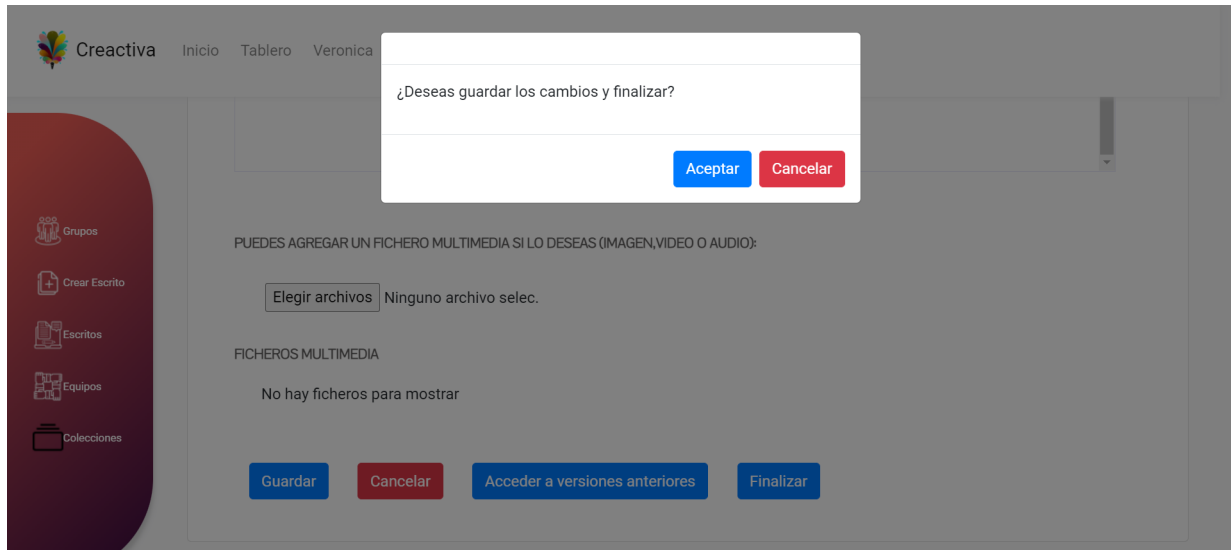 Creactiva Inicio Tablero Veronica
¿Deseas guardar los cambios y finalizar?
Aceptar Cancelar
Grupos
Crear Escrito
Escritos
Equipos
Colecciones
PUEDES AGREGAR UN FICHERO MULTIMEDIA SI LO DESEAS (IMAGEN,VIDEO O AUDIO):
Elegir archivos Ninguno archivo selec.
FICHEROS MULTIMEDIA
No hay ficheros para mostrar
Guardar Cancelar Acceder a versiones anteriores Finalizar